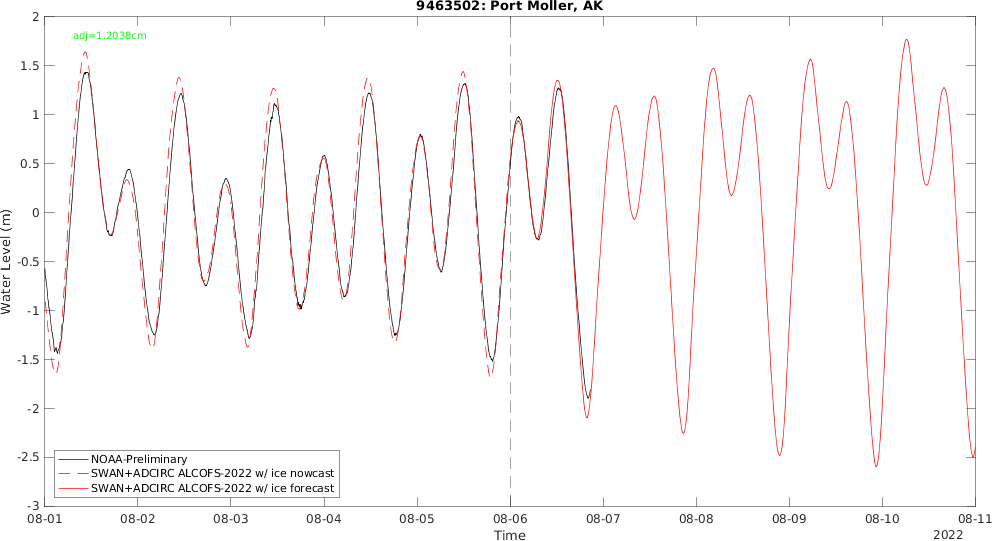 9463502: Port Moller, AK
adj=1.2038cm
2
1.5
1
0.5
0
-0.5
-1
-1.5
-2
-2.5
-3
Water Level (m)
NOAA-Preliminary
SWAN+ADCIRC ALCOFS-2022 w/ ice nowcast
SWAN+ADCIRC ALCOFS-2022 w/ ice forecast
08-01 08-02 08-03 08-04 08-05 08-06 08-07 08-08 08-09 08-10 08-11
Time
2022